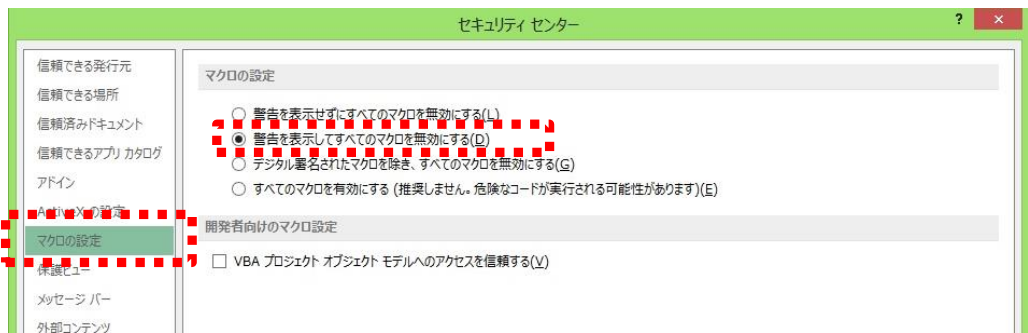 セキュリティ センター
?
×
信頼できる発行元
信頼できる場所
信頼済みドキュメント
信頼できるアプリ カタログ
アドイン
ActiveX の設定
マクロの設定
保護ビュー
メッセージ バー
外部コンテンツ
マクロの設定
警告を表示せずにすべてのマクロを無効にする(L)
警告を表示してすべてのマクロを無効にする(D)
デジタル署名されたマクロを除き、すべてのマクロを無効にする(G)
すべてのマクロを有効にする (推奨しません。危険なコードが実行される可能性があります)(E)
開発者向けのマクロ設定
VBA プロジェクト オブジェクト モデルへのアクセスを信頼する(V)